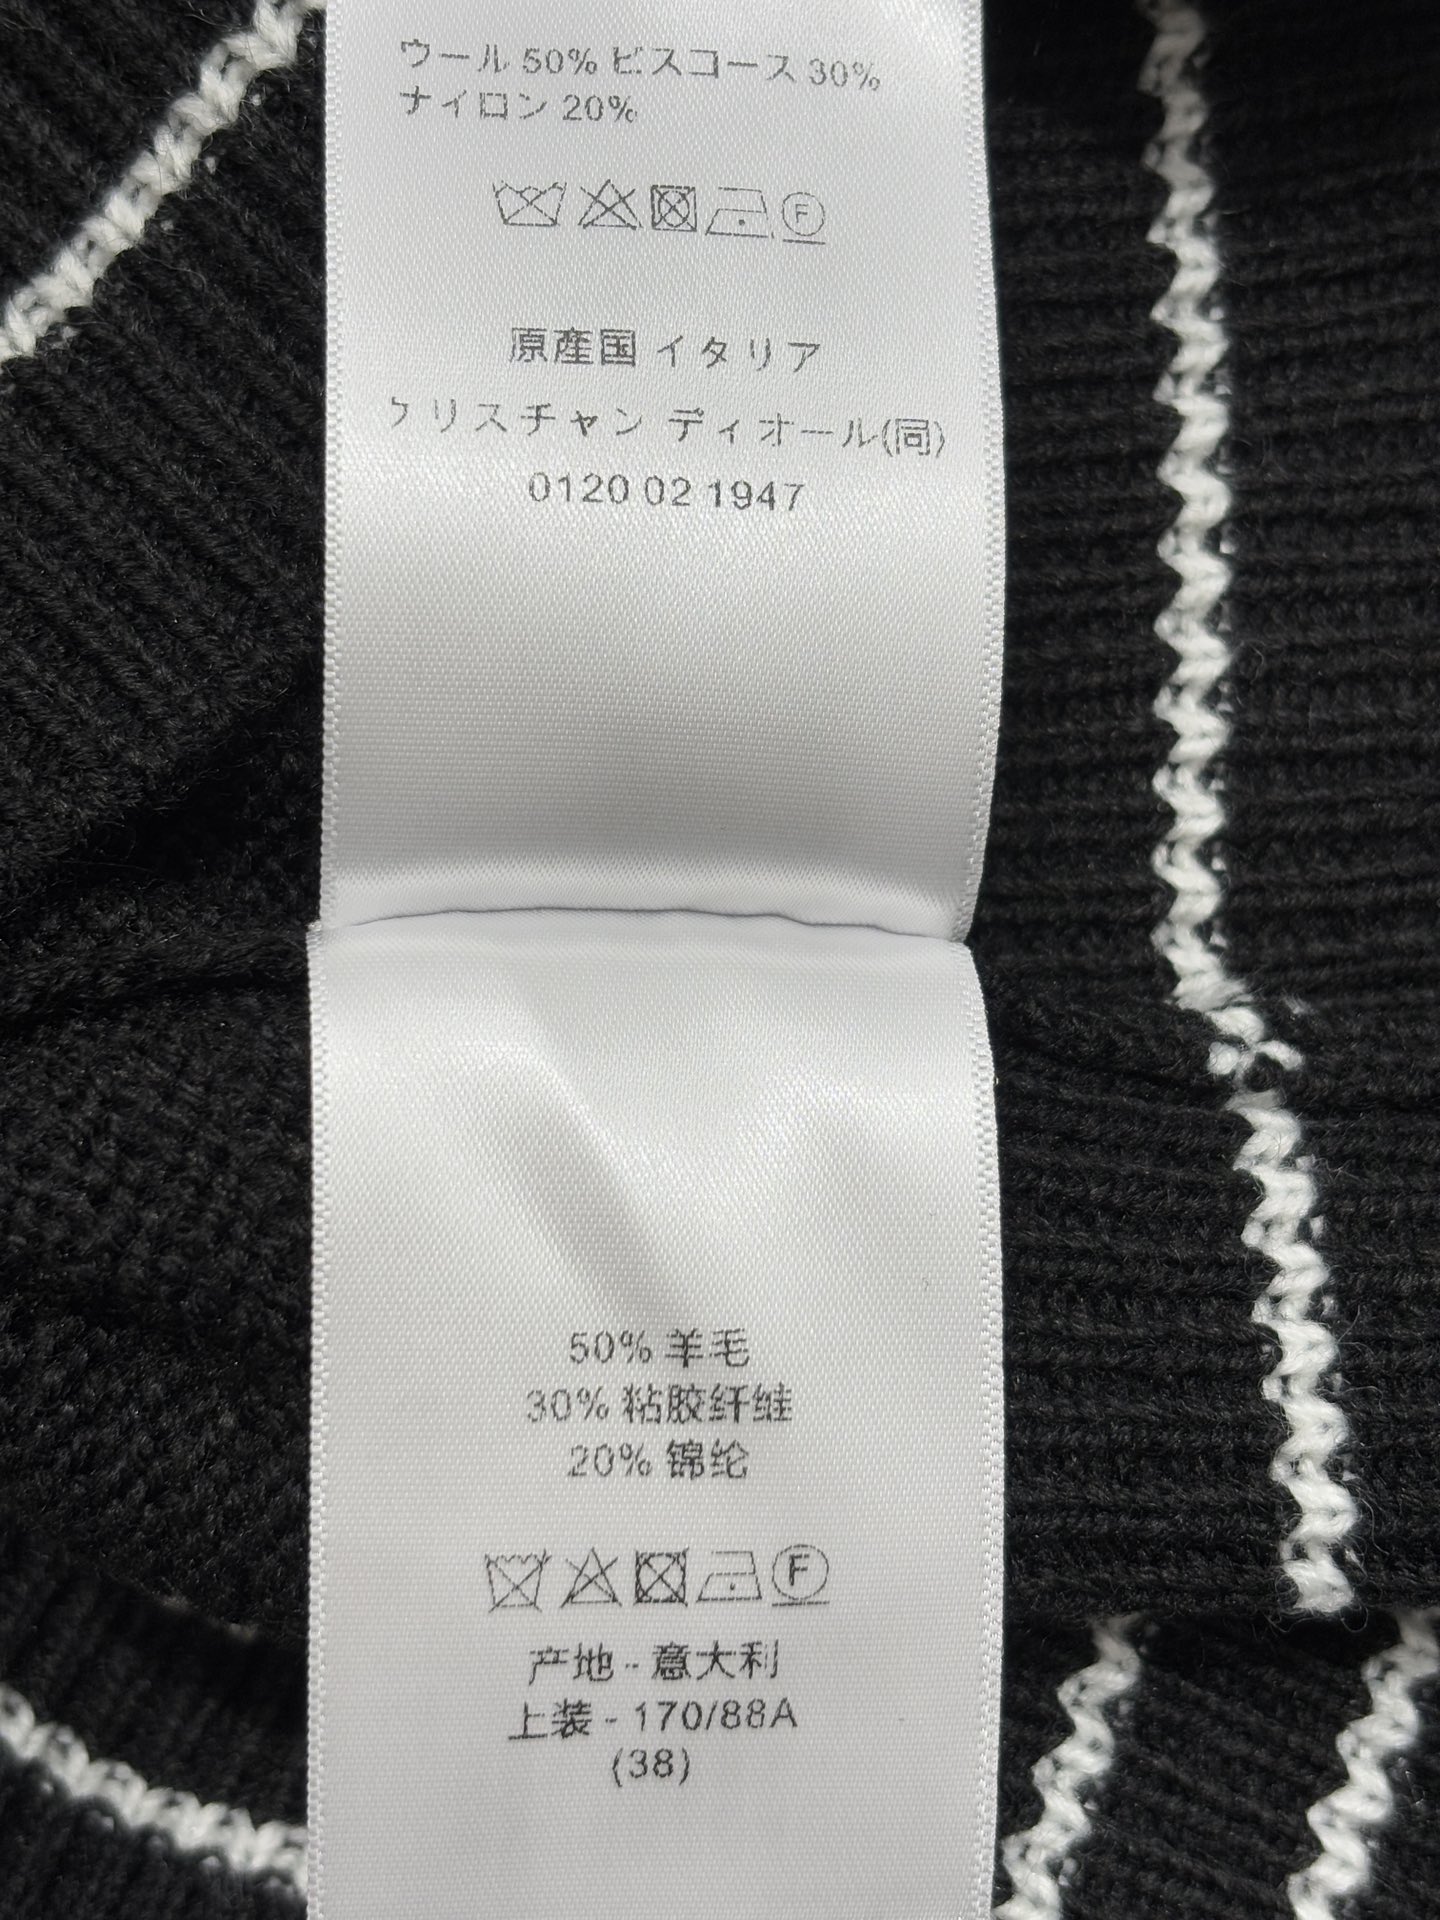 ウール 50% ビスコース 30%
ナイロン 20%
F
原産国 イタリア
クリスチャン ディオール(同)
0120 02 1947
50% 羊毛
30% 粘胶纤维
20% 锦纶
F
产地 - 意大利
上装 - 170/88A
(38)